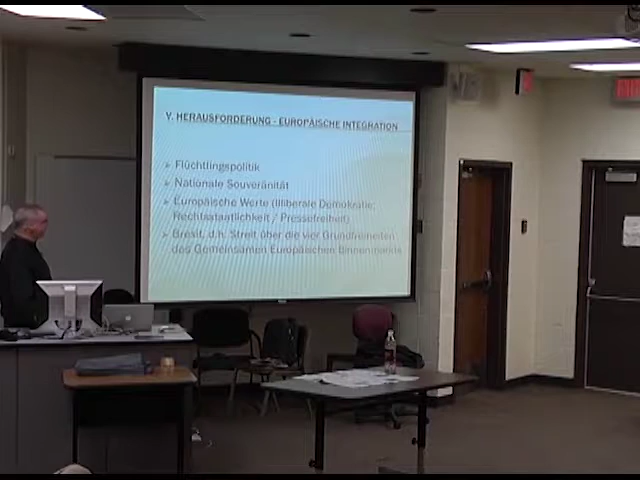 V. HERAUSFORDERUNG - EUROPÄISCHE INTEGRATION
Flüchtlingspolitik
Nationale Souveränität
Europäische Werte (Illiberale Demokratie;
Rechtsstaatlichkeit / Pressefreiheit)
Brexit, d.h. Streit über die vier Grundfreiheiten
des Gemeinsamen Europäischen Binnenmarkts